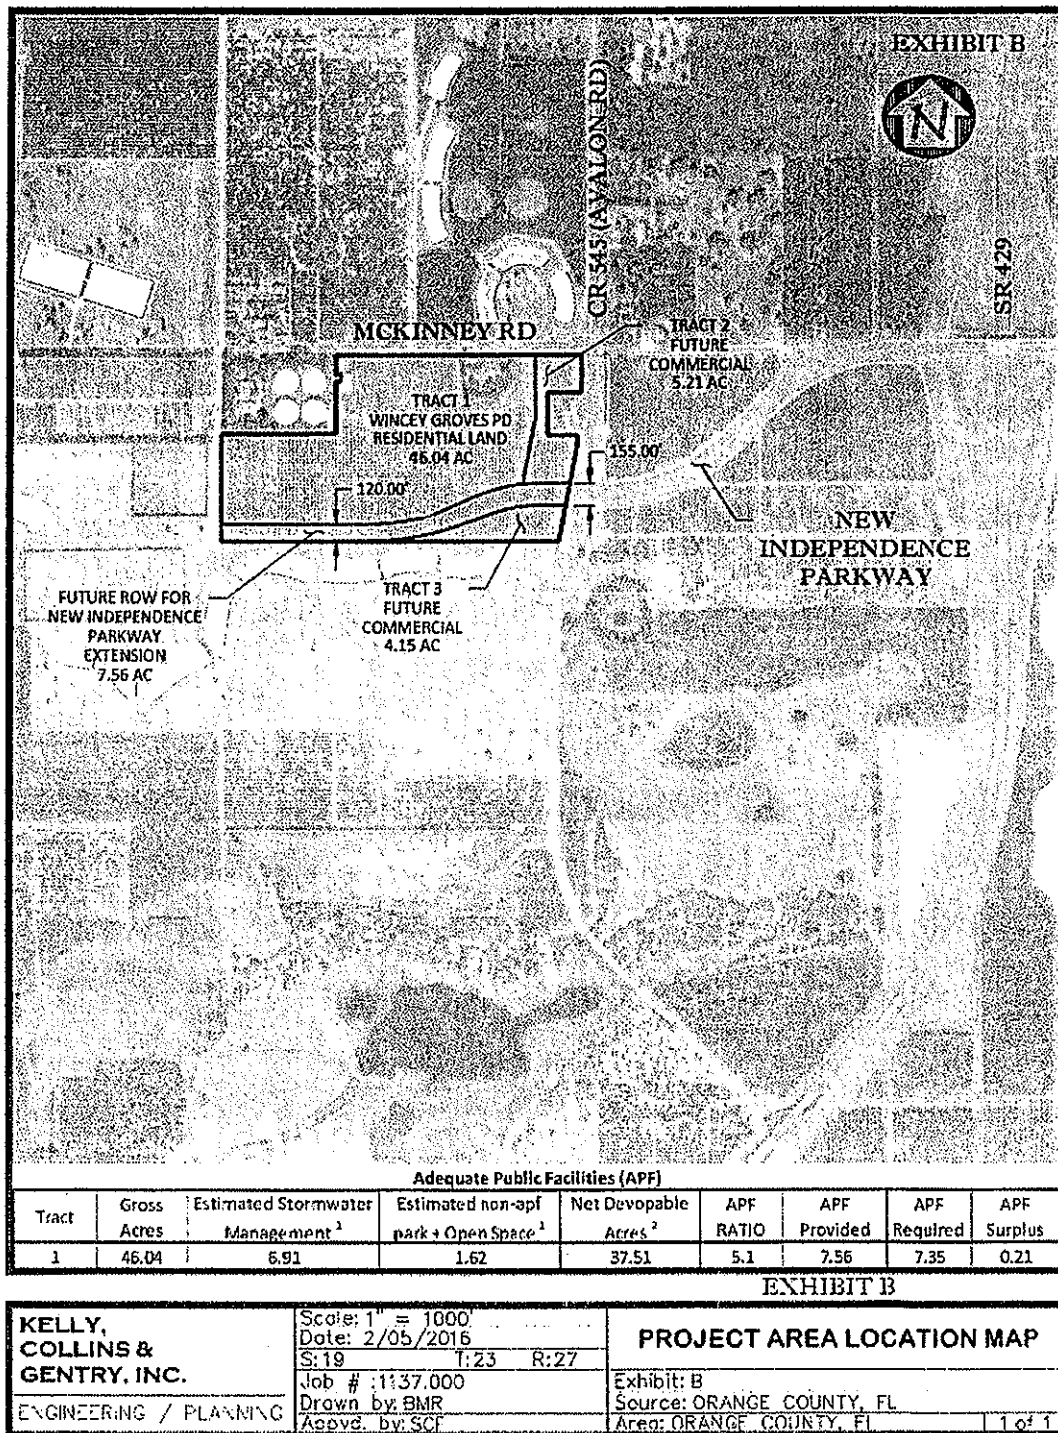 EXHIBIT B
N
CR 545 (AVALON RD)
SR 429
MCKINNEY RD
TRACT 2
FUTURE
COMMERCIAL
5.21 AC
TRACT 1
WINCEY GROVES PD
RESIDENTIAL LAND
46.04 AC
155.00'
120.00'
NEW
INDEPENDENCE
PARKWAY
FUTURE ROW FOR
NEW INDEPENDENCE
PARKWAY
EXTENSION
7.56 AC
TRACT 3
FUTURE
COMMERCIAL
4.15 AC
Adequate Public Facilities (APF)
Tract Gross Acres Estimated Stormwater Management 1 Estimated non-apf park + Open Space 1 Net Devopable Acres 2 APF RATIO APF Provided APF Required APF Surplus
1 46.04 6.91 1.62 37.51 5.1 7.56 7.35 0.21
EXHIBIT B
KELLY,
COLLINS &
GENTRY, INC.
ENGINEERING / PLANNING
Scale: 1" = 1000'
Date: 2/05/2016
S:19 T:23 R:27
Job # :1137.000
Drawn by: BMR
Appvd. by: SCF
PROJECT AREA LOCATION MAP
Exhibit: B
Source: ORANGE COUNTY, FL
Area: ORANGE COUNTY, FL 1 of 1